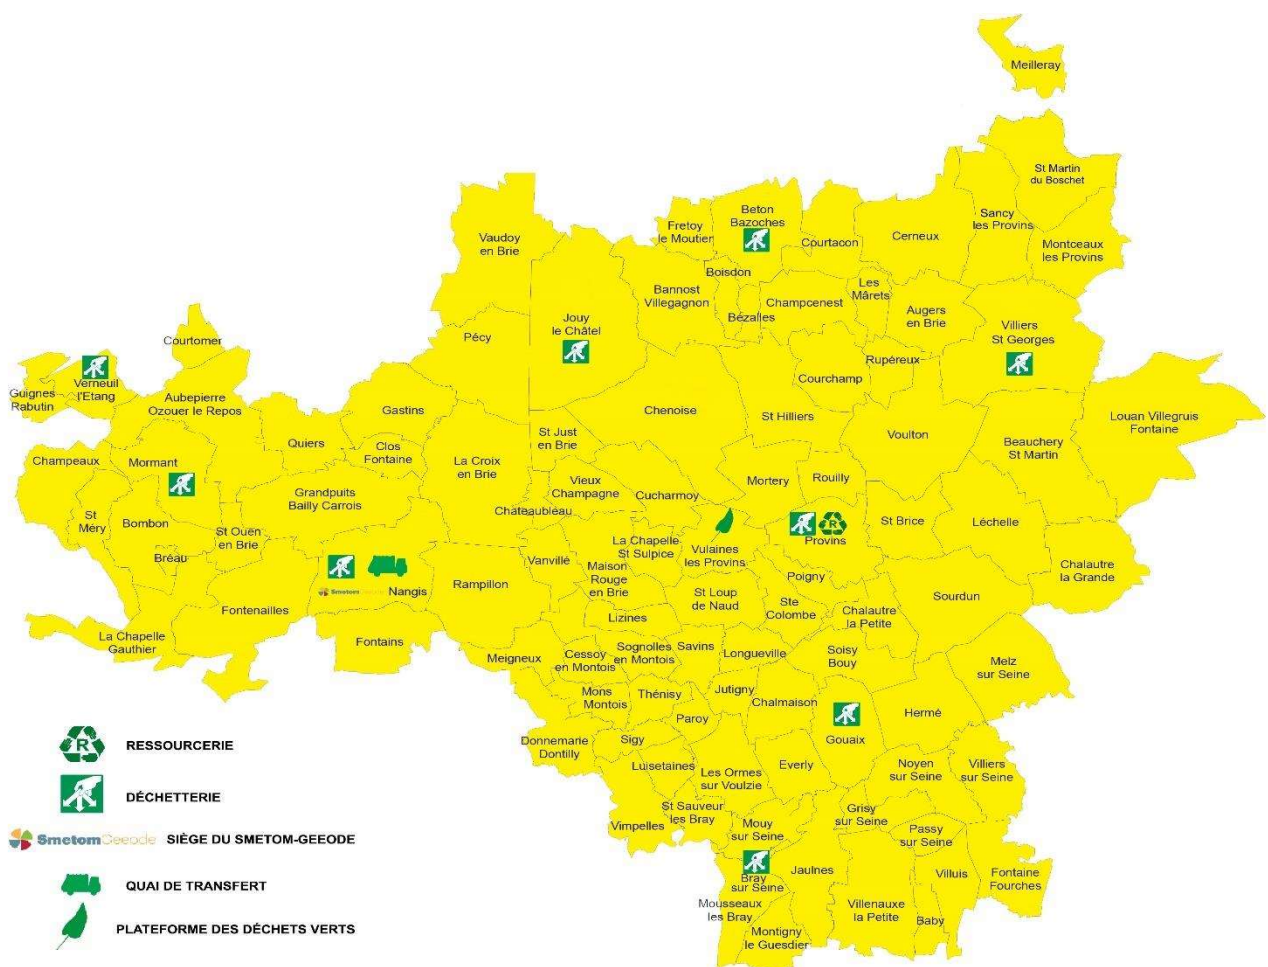 Meilleray
St Martin
du Boschet
Beton
Bazoches
Fretoy
le Moutier
Sancy
les Provins
Vaudoy
en Brie
Courtacon
Cerneux
Montceaux
les Provins
Boisdon
Bannost
Villegagnon
Les
Mârets
Champcenest
Bézalles
Augers
en Brie
Jouy
le Châtel
Villiers
St Georges
Pécy
Courtomer
Rupéreux
Courchamp
Verneuil
l'Etang
Guignes
Rabutin
Aubepierre
Ozouer le Repos
Gastins
Chenoise
St Hilliers
Louan Villegruis
Fontaine
St Just
en Brie
Voulton
Beauchery
St Martin
Quiers
Clos
Fontaine
Champeaux
Mormant
La Croix
en Brie
Vieux
Champagne
Cucharmoy
Mortery
Rouilly
Grandpuits
Bailly Carrois
Chateaubleau
St
Méry
Bombon
St Ouën
en Brie
St Brice
Léchelle
R
Provins
La Chapelle
St Sulpice
Vulaines
les Provins
Bréau
Vanvillé
Maison
Rouge
en Brie
Chalautre
la Grande
Poigny
Rampillon
Smetom
Nangis
St Loup
de Naud
Sourdun
Fontenailles
Ste
Colombe
Chalautre
la Petite
Lizines
La Chapelle
Gauthier
Fontains
Sognolles
en Montois
Savins
Longueville
Soisy
Bouy
Meigneux
Cessoy
en Montois
Melz
sur Seine
Mons
Montois
Thénisy
Jutigny
Chalmaison
Hermé
Paroy
Gouaix
Donnemarie
Dontilly
Sigy
Luisetaines
Les Ormes
sur Voulzie
Everly
Noyen
sur Seine
Villiers
sur Seine
St Sauveur
les Bray
Vimpelles
Mouy
sur Seine
Grisy
sur Seine
Passy
sur Seine
Bray
sur Seine
Jaulnes
Villuis
Fontaine
Fourches
Mousseaux
les Bray
Villenauxe
la Petite
Baby
Montigny
le Guesdier
R RESSOURCERIE
DÉCHETTERIE
SmetomGeeode SIÈGE DU SMETOM-GEEODE
QUAI DE TRANSFERT
PLATEFORME DES DÉCHETS VERTS